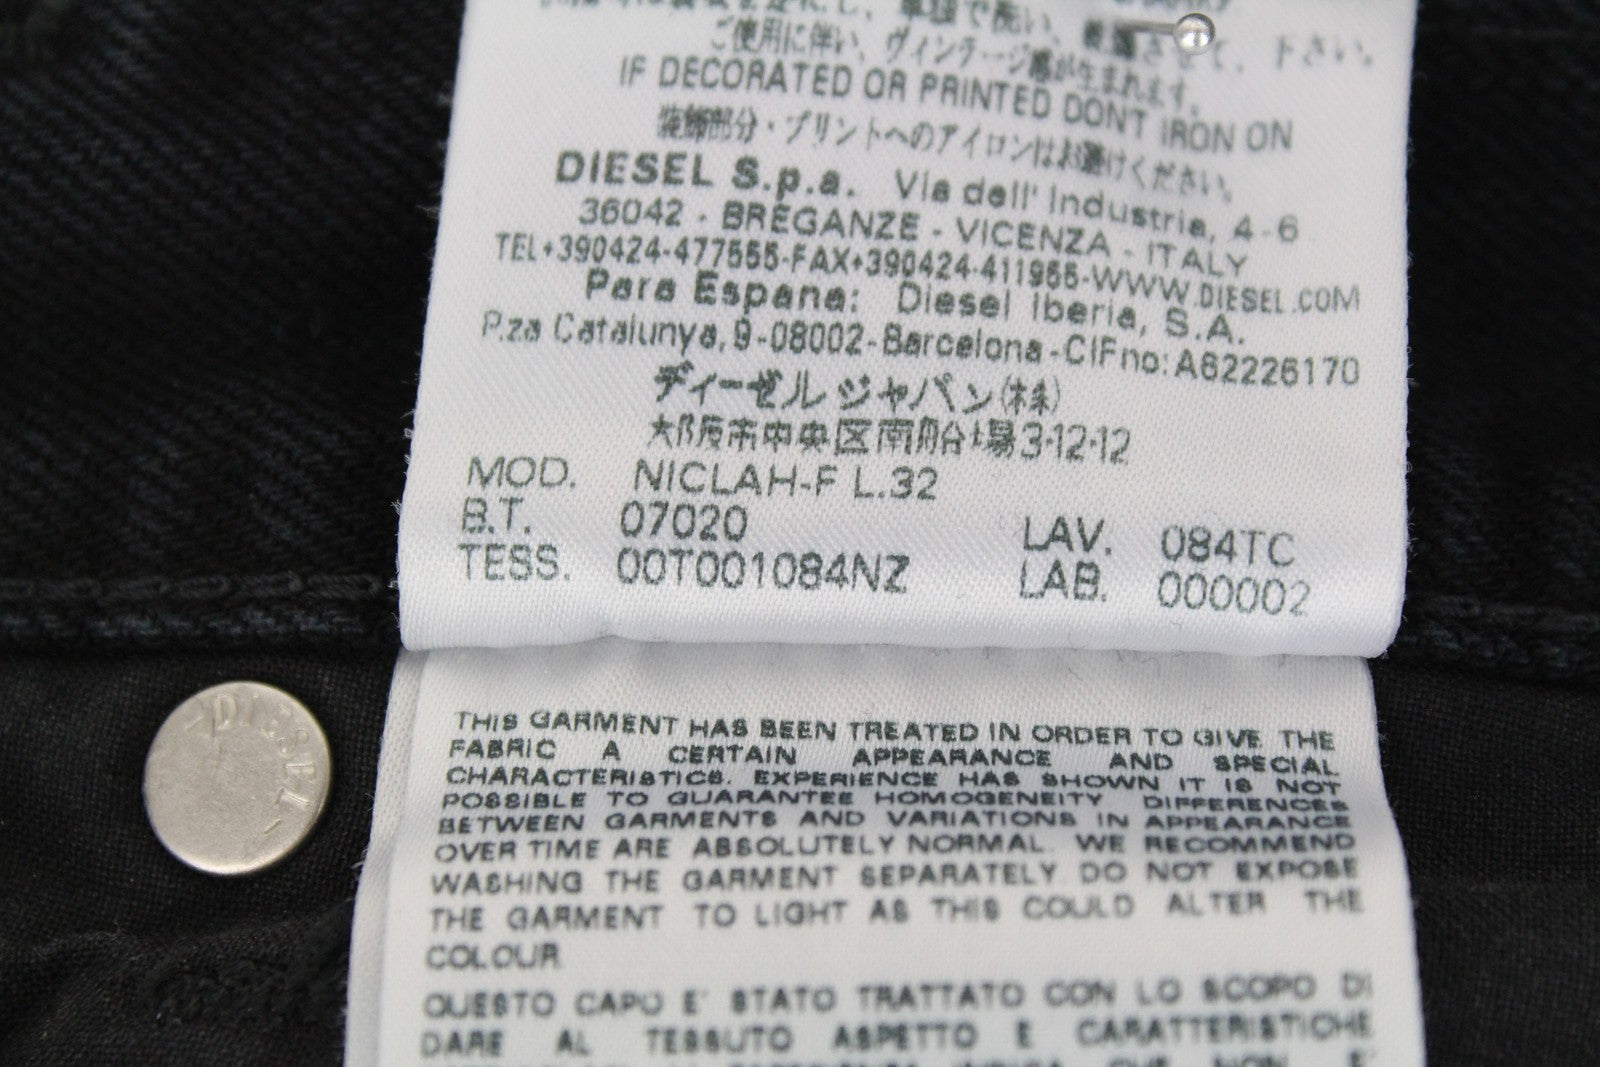 ご使用に伴い、ヴィンテージ感が生まれます。
IF DECORATED OR PRINTED DONT IRON ON
装飾部分・プリントへのアイロンはお避けください。
DIESEL S.p.a. Via dell' Industria, 4-6
36042 - BREGANZE - VICENZA - ITALY
TEL+390424-477555-FAX+390424-411955-WWW.DIESEL.COM
Para Espana: Diesel Iberia, S.A.
P.za Catalunya, 9-08002-Barcelona-CIF no: A62226170
ディーゼル ジャパン(株)
大阪市中央区南船場3-12-12
MOD. NICLAH-F L.32
B.T. 07020 LAV. 084TC
TESS. 00T001084NZ LAB. 000002
DIESEL
THIS GARMENT HAS BEEN TREATED IN ORDER TO GIVE THE
FABRIC A CERTAIN APPEARANCE AND SPECIAL
CHARACTERISTICS. EXPERIENCE HAS SHOWN IT IS NOT
POSSIBLE TO GUARANTEE HOMOGENEITY. DIFFERENCES
BETWEEN GARMENTS AND VARIATIONS IN APPEARANCE
OVER TIME ARE ABSOLUTELY NORMAL. WE RECOMMEND
WASHING THE GARMENT SEPARATELY. DO NOT EXPOSE
THE GARMENT TO LIGHT AS THIS COULD ALTER THE
COLOUR
QUESTO CAPO E' STATO TRATTATO CON LO SCOPO DI
DARE AL TESSUTO ASPETTO E CARATTERISTICHE